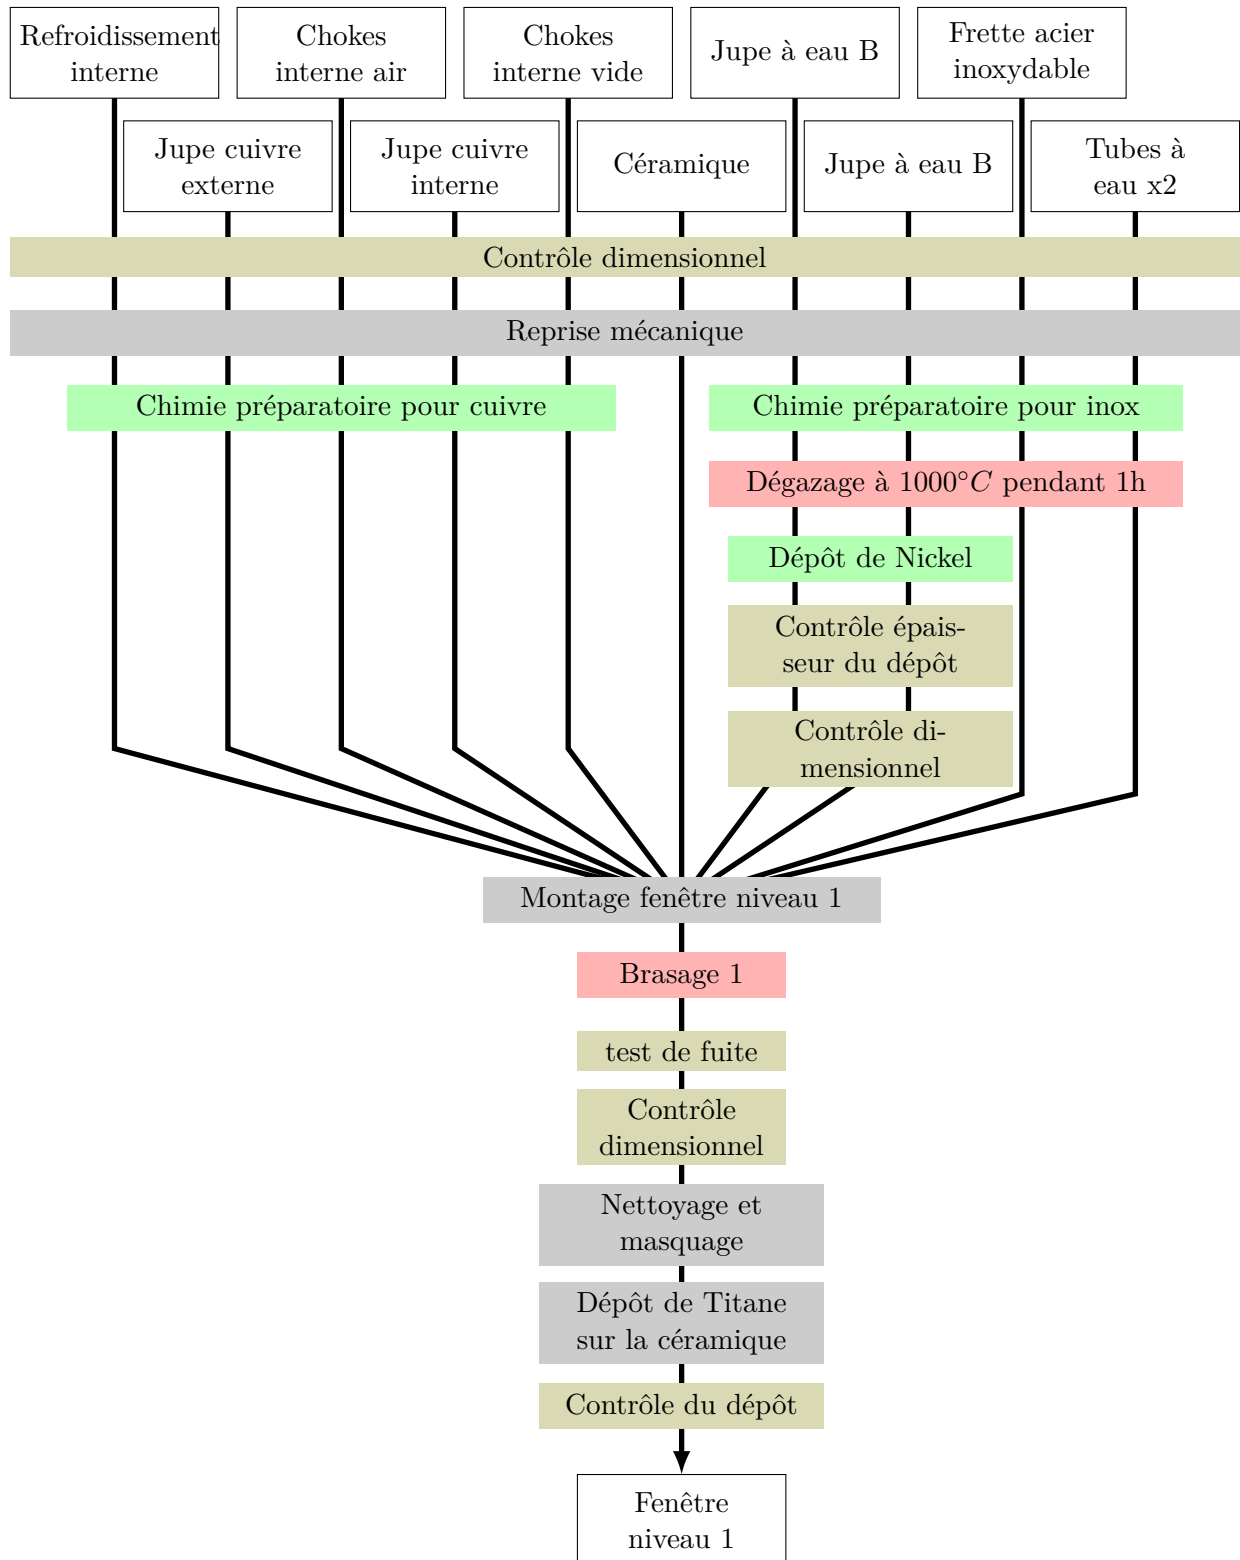 Refroidissement
interne
Chokes
interne air
Chokes
interne vide
Jupe à eau B
Frette acier
inoxydable
Jupe cuivre
externe
Jupe cuivre
interne
Céramique
Jupe à eau B
Tubes à
eau x2
Contrôle dimensionnel
Reprise mécanique
Chimie préparatoire pour cuivre
Chimie préparatoire pour inox
Dégazage à 1000°C pendant 1h
Dépôt de Nickel
Contrôle épais-
seur du dépôt
Contrôle di-
mensionnel
Montage fenêtre niveau 1
Brasage 1
test de fuite
Contrôle
dimensionnel
Nettoyage et
masquage
Dépôt de Titane
sur la céramique
Contrôle du dépôt
Fenêtre
niveau 1